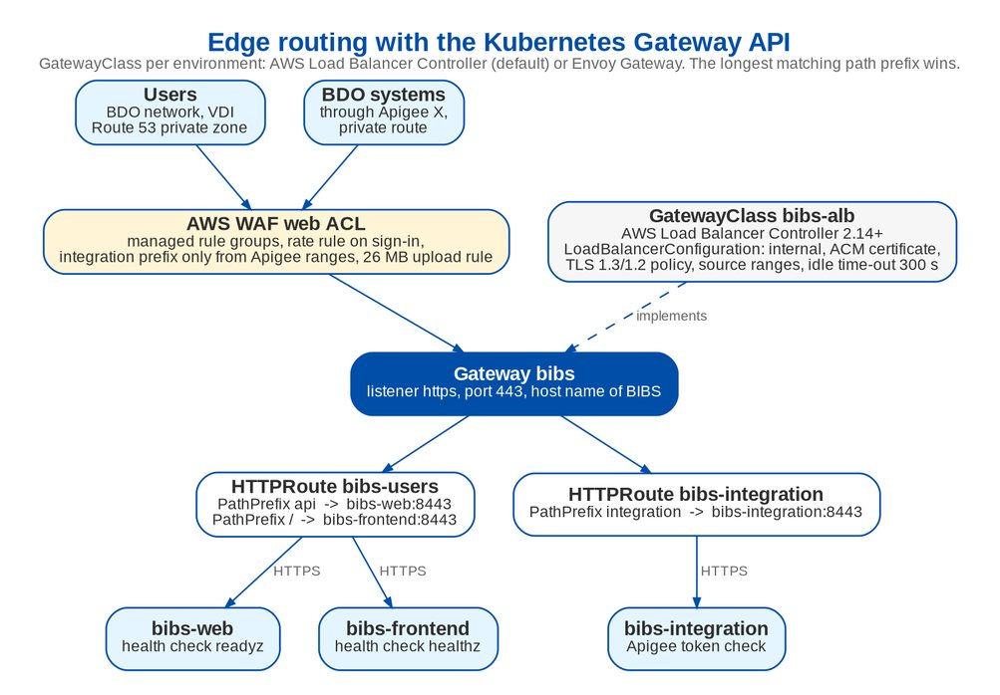 Edge routing with the Kubernetes Gateway API
GatewayClass per environment: AWS Load Balancer Controller (default) or Envoy Gateway. The longest matching path prefix wins.
Users
BDO network, VDI
Route 53 private zone
BDO systems
through Apigee X,
private route
AWS WAF web ACL
managed rule groups, rate rule on sign-in,
integration prefix only from Apigee ranges, 26 MB upload rule
GatewayClass bibs-alb
AWS Load Balancer Controller 2.14+
LoadBalancerConfiguration: internal, ACM certificate,
TLS 1.3/1.2 policy, source ranges, idle time-out 300 s
implements
Gateway bibs
listener https, port 443, host name of BIBS
HTTPRoute bibs-users
PathPrefix api -> bibs-web:8443
PathPrefix / -> bibs-frontend:8443
HTTPRoute bibs-integration
PathPrefix integration -> bibs-integration:8443
HTTPS
HTTPS
HTTPS
bibs-web
health check readyz
bibs-frontend
health check healthz
bibs-integration
Apigee token check